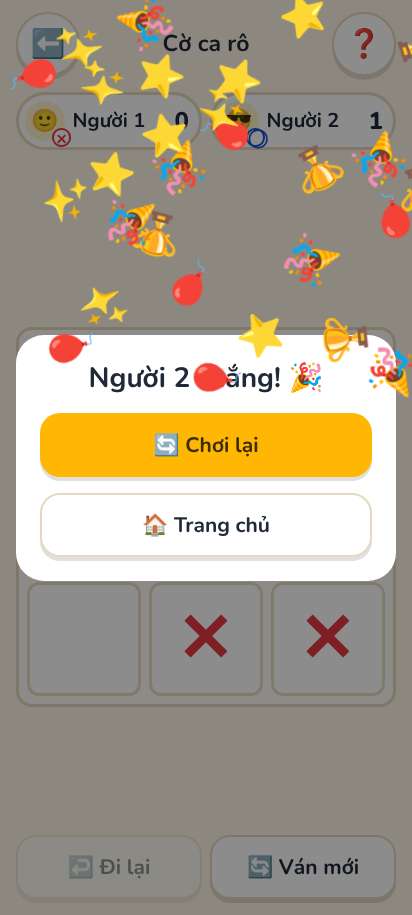 Cờ ca rô
Người 1 0
Người 2 1
Người 2 ắng!
Chơi lại
Trang chủ
Đi lại
Ván mới